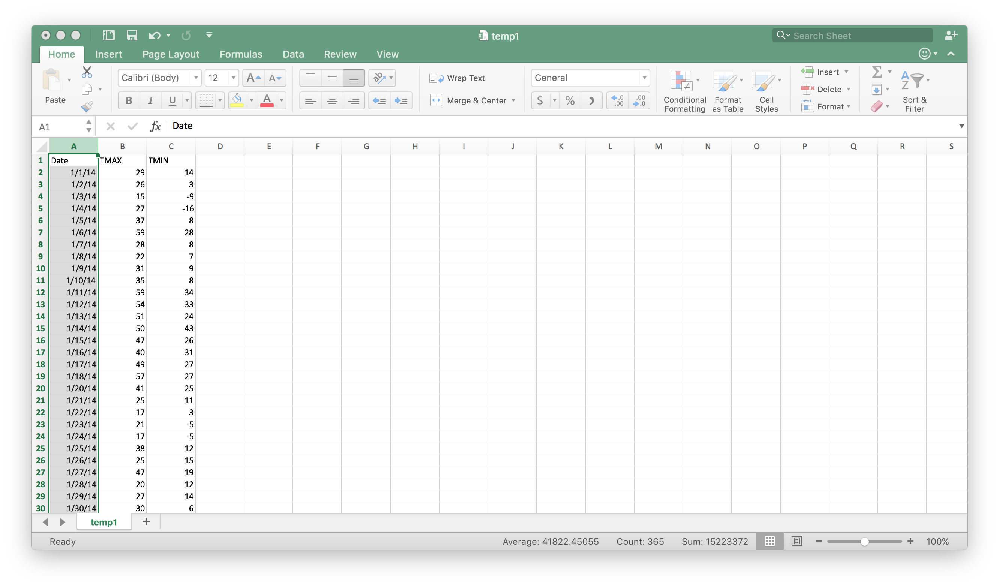 temp1
Search Sheet
Home Insert Page Layout Formulas Data Review View
Paste
Calibri (Body) 12 A A
B I U A
ab
Wrap Text
Merge & Center
General
$ % .0 .00 .00 .0
Conditional Formatting
Format as Table
Cell Styles
Insert
Delete
Format
Σ
A Z
Sort & Filter
A1 fx Date
A B C D E F G H I J K L M N O P Q R S
1 Date TMAX TMIN
2 1/1/14 29 14
3 1/2/14 26 3
4 1/3/14 15 -9
5 1/4/14 27 -16
6 1/5/14 37 8
7 1/6/14 59 28
8 1/7/14 28 8
9 1/8/14 22 7
10 1/9/14 31 9
11 1/10/14 35 8
12 1/11/14 59 34
13 1/12/14 54 33
14 1/13/14 51 24
15 1/14/14 50 43
16 1/15/14 47 26
17 1/16/14 40 31
18 1/17/14 49 27
19 1/18/14 57 27
20 1/20/14 41 25
21 1/21/14 25 11
22 1/22/14 17 3
23 1/23/14 21 -5
24 1/24/14 17 -5
25 1/25/14 38 12
26 1/26/14 25 15
27 1/27/14 47 19
28 1/28/14 20 12
29 1/29/14 27 14
30 1/30/14 30 6
temp1 +
Ready Average: 41822.45055 Count: 365 Sum: 15223372 100%